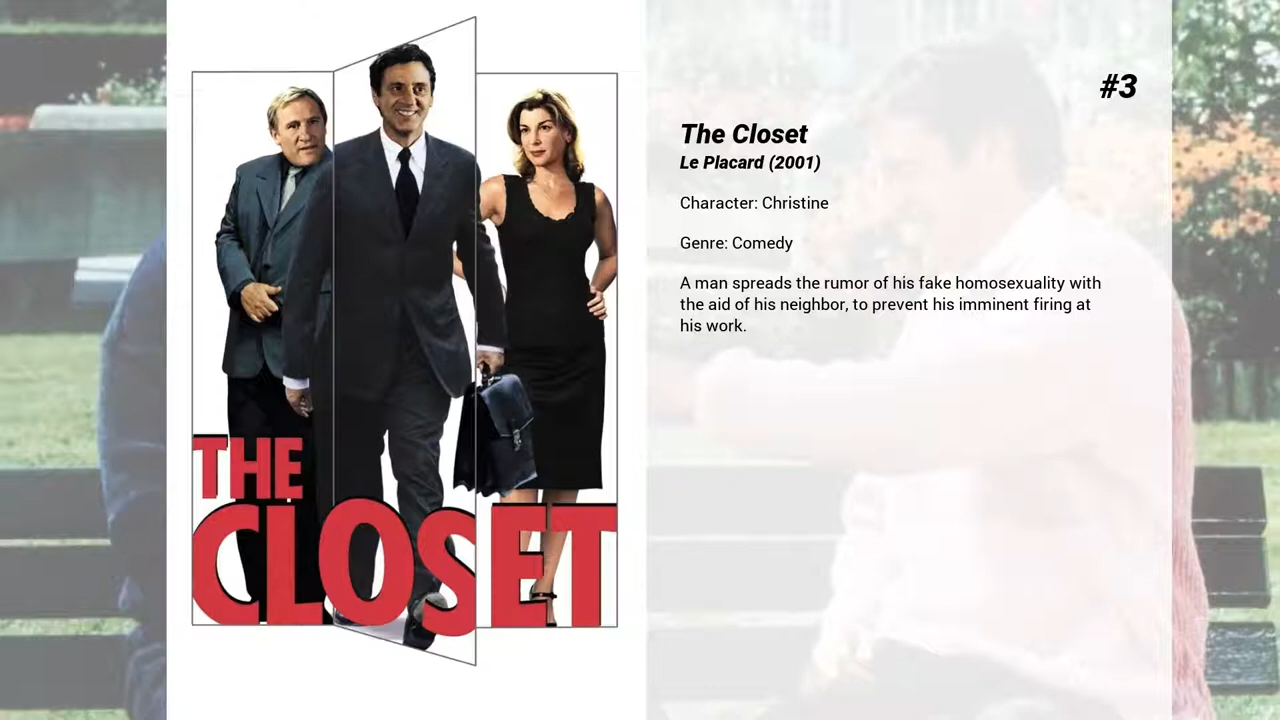 THE
CLOSET
#3
The Closet
Le Placard (2001)
Character: Christine
Genre: Comedy
A man spreads the rumor of his fake homosexuality with
the aid of his neighbor, to prevent his imminent firing at
his work.